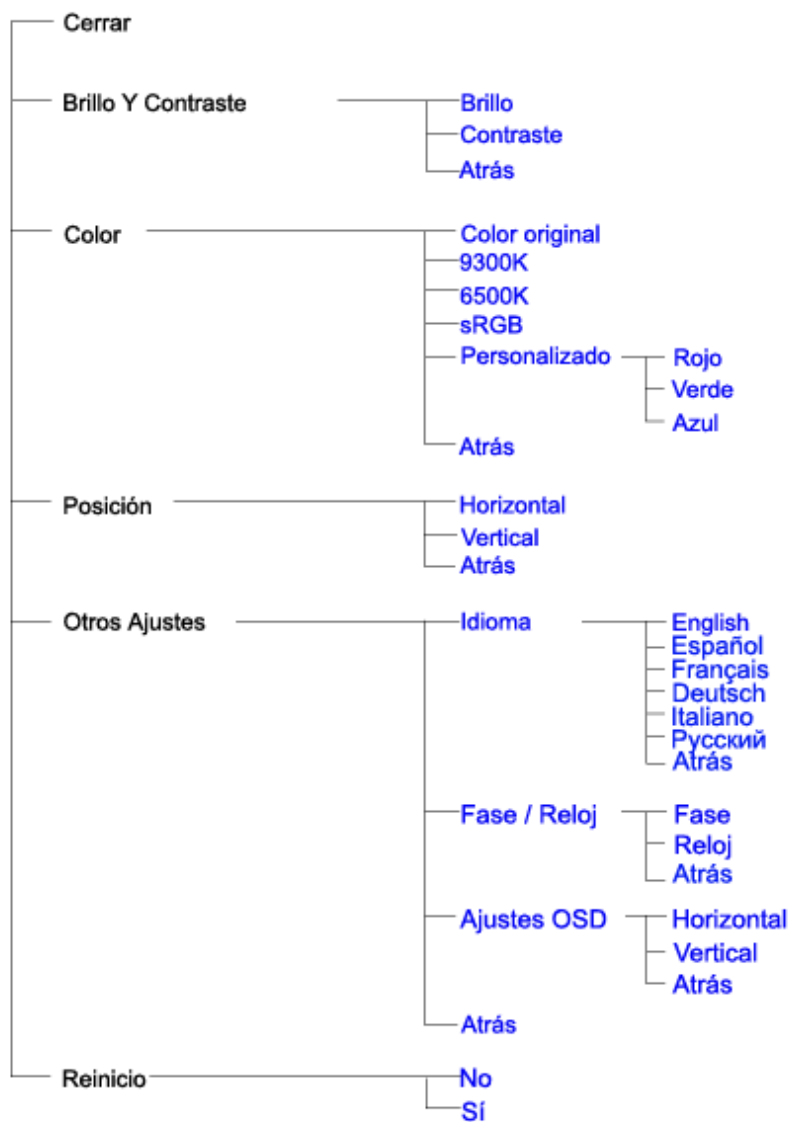 Cerrar
Brillo Y Contraste
Brillo
Contraste
Atrás
Color
Color original
9300K
6500K
sRGB
Personalizado
Rojo
Verde
Azul
Atrás
Posición
Horizontal
Vertical
Atrás
Otros Ajustes
Idioma
English
Español
Français
Deutsch
Italiano
Русский
Atrás
Fase / Reloj
Fase
Reloj
Atrás
Ajustes OSD
Horizontal
Vertical
Atrás
Atrás
Reinicio
No
Sí